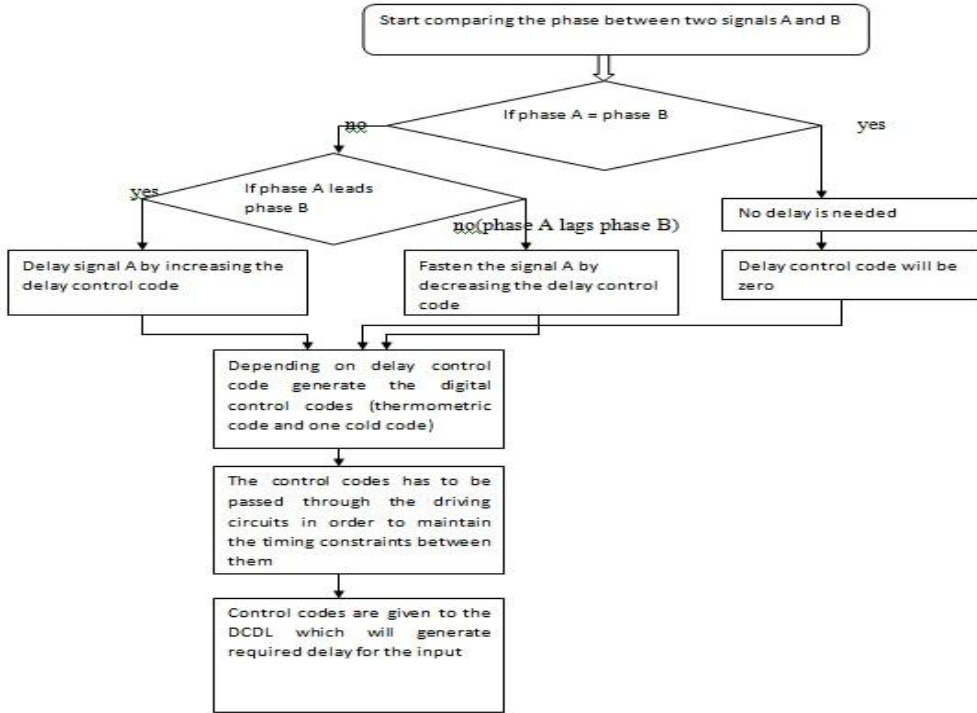 Start comparing the phase between two signals A and B
If phase A = phase B
no
yes
If phase A leads
phase B
yes
no(phase A lags phase B)
No delay is needed
Delay signal A by increasing the
delay control code
Fasten the signal A by
decreasing the delay control
code
Delay control code will be
zero
Depending on delay control
code generate the digital
control codes (thermometric
code and one cold code)
The control codes has to be
passed through the driving
circuits in order to maintain
the timing constraints between
them
Control codes are given to the
DCDL which will generate
required delay for the input